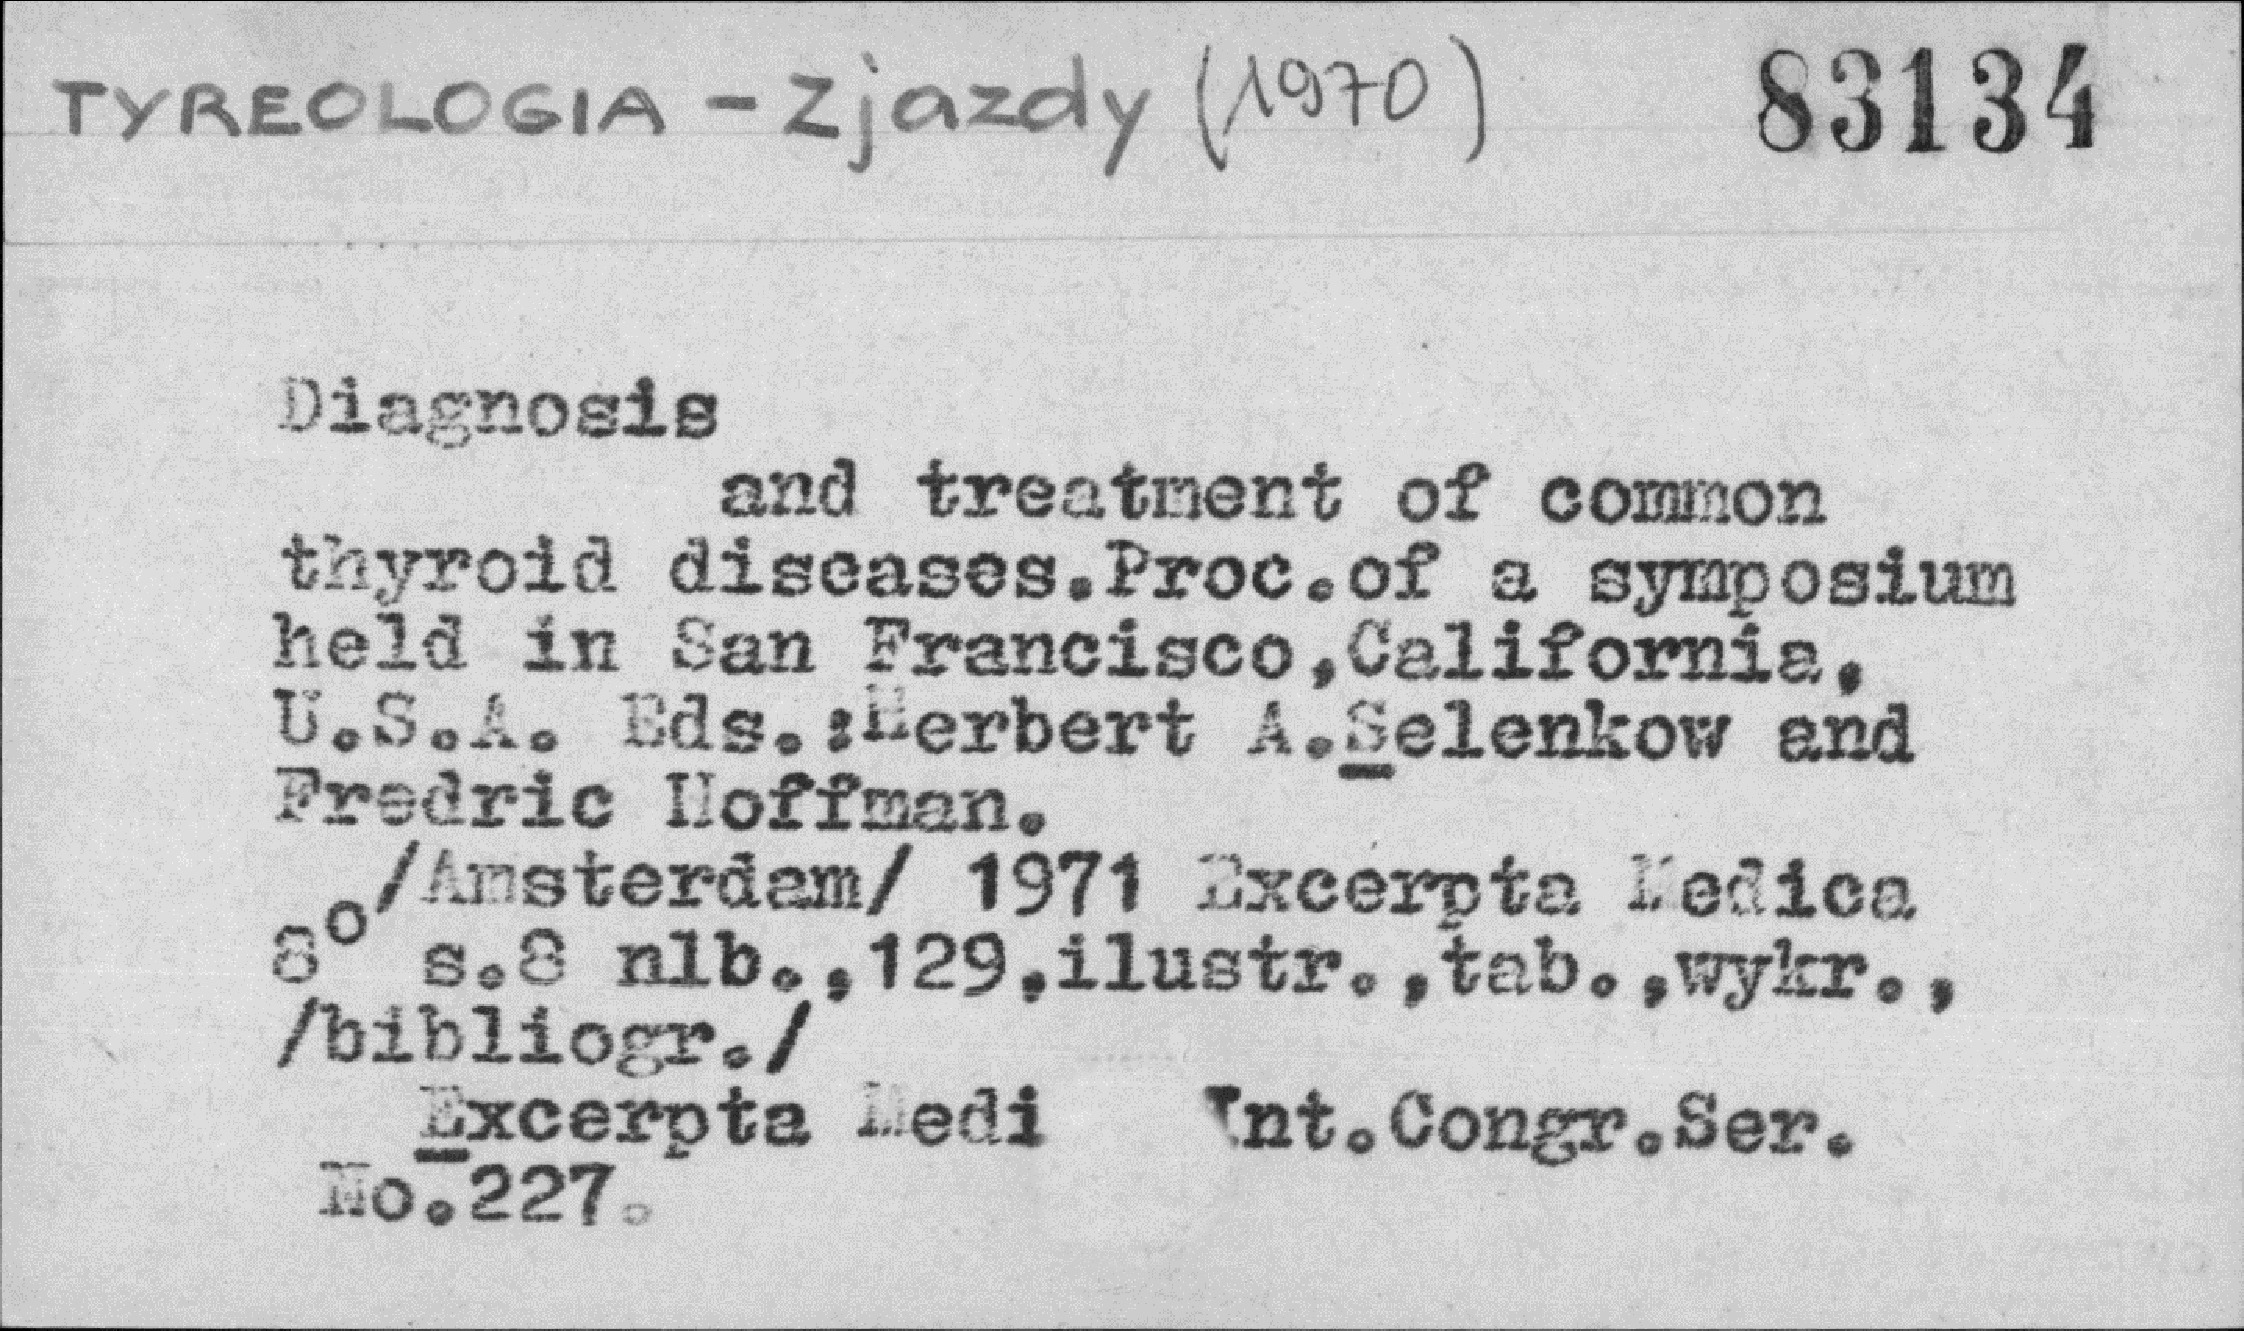 TYREOLOGIA - Zjazdy (1970) 83134
Diagnosis
and treatment of common
thyroid diseases.Proc.of a symposium
held in San Francisco,California,
U.S.A. Eds.:Herbert A.Selenkow and
Fredric Hoffman.
/Amsterdam/ 1971 Excerpta Medica
8° s.8 nlb.,129,ilustr.,tab.,wykr.,
/bibliogr./
Excerpta Medi Int.Congr.Ser.
No.227.